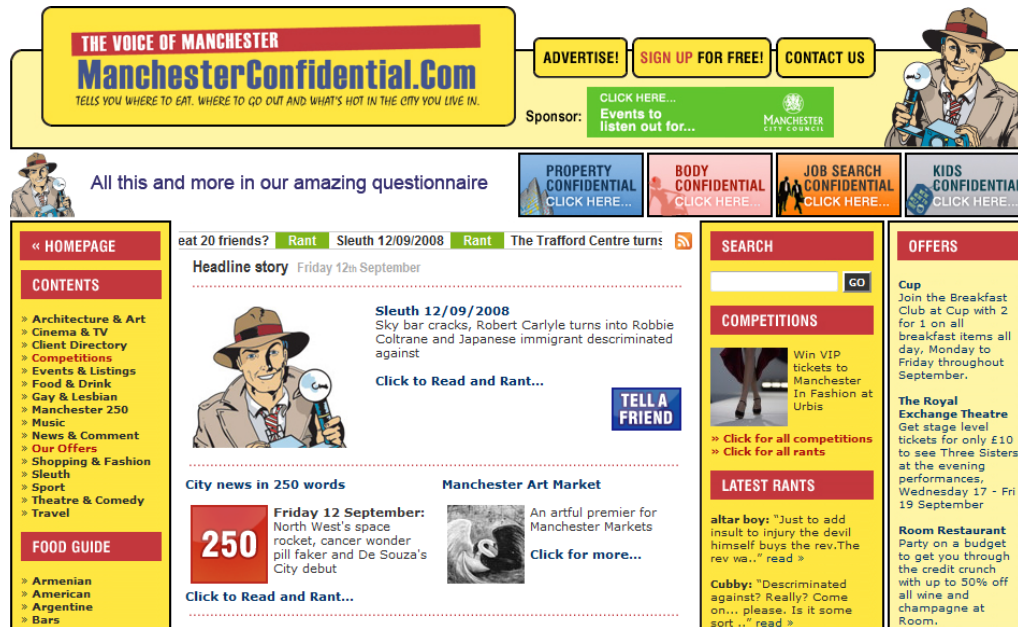 THE VOICE OF MANCHESTER
ManchesterConfidential.Com
TELLS YOU WHERE TO EAT. WHERE TO GO OUT AND WHAT'S HOT IN THE CITY YOU LIVE IN.
ADVERTISE!
SIGN UP FOR FREE!
CONTACT US
Sponsor:
CLICK HERE...
Events to
listen out for...
MANCHESTER
CITY COUNCIL
All this and more in our amazing questionnaire
PROPERTY
CONFIDENTIAL
CLICK HERE...
BODY
CONFIDENTIAL
CLICK HERE...
JOB SEARCH
CONFIDENTIAL
CLICK HERE...
KIDS
CONFIDENTIAL
CLICK HERE...
« HOMEPAGE
CONTENTS
» Architecture & Art
» Cinema & TV
» Client Directory
» Competitions
» Events & Listings
» Food & Drink
» Gay & Lesbian
» Manchester 250
» Music
» News & Comment
» Our Offers
» Shopping & Fashion
» Sleuth
» Sport
» Theatre & Comedy
» Travel
FOOD GUIDE
» Armenian
» American
» Argentine
» Bars
eat 20 friends? Rant Sleuth 12/09/2008 Rant The Trafford Centre turns
Headline story Friday 12th September
Sleuth 12/09/2008
Sky bar cracks, Robert Carlyle turns into Robbie
Coltrane and Japanese immigrant descriminated
against
Click to Read and Rant...
TELL A
FRIEND
City news in 250 words
250
Friday 12 September:
North West's space
rocket, cancer wonder
pill faker and De Souza's
City debut
Click to Read and Rant...
Manchester Art Market
An artful premier for
Manchester Markets
Click for more...
SEARCH
GO
COMPETITIONS
Win VIP
tickets to
Manchester
In Fashion at
Urbis
» Click for all competitions
» Click for all rants
LATEST RANTS
altar boy: "Just to add
insult to injury the devil
himself buys the rev.The
rev wa.." read »
Cubby: "Descriminated
against? Really? Come
on... please. Is it some
sort .." read »
OFFERS
Cup
Join the Breakfast
Club at Cup with 2
for 1 on all
breakfast items all
day, Monday to
Friday throughout
September.
The Royal
Exchange Theatre
Get stage level
tickets for only £10
to see Three Sisters
at the evening
performances,
Wednesday 17 - Fri
19 September
Room Restaurant
Party on a budget
to get you through
the credit crunch
with up to 50% off
all wine and
champagne at
Room.